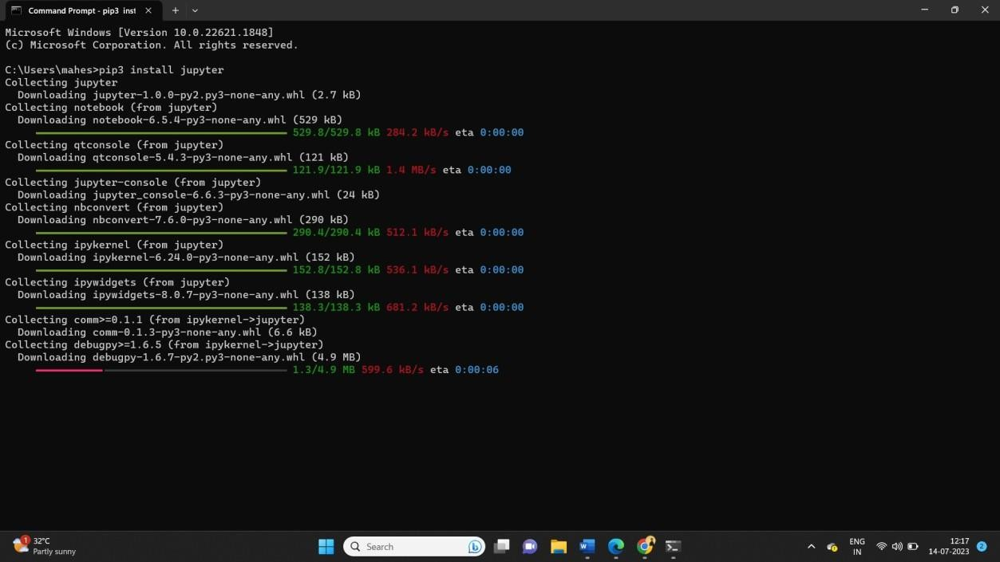 Command Prompt - pip3 inst
Microsoft Windows [Version 10.0.22621.1848]
(c) Microsoft Corporation. All rights reserved.
C:\Users\mahes>pip3 install jupyter
Collecting jupyter
Downloading jupyter-1.0.0-py2.py3-none-any.whl (2.7 kB)
Collecting notebook (from jupyter)
Downloading notebook-6.5.4-py3-none-any.whl (529 kB)
529.8/529.8 kB 284.2 kB/s eta 0:00:00
Collecting qtconsole (from jupyter)
Downloading qtconsole-5.4.3-py3-none-any.whl (121 kB)
121.9/121.9 kB 1.4 MB/s eta 0:00:00
Collecting jupyter-console (from jupyter)
Downloading jupyter_console-6.6.3-py3-none-any.whl (24 kB)
Collecting nbconvert (from jupyter)
Downloading nbconvert-7.6.0-py3-none-any.whl (290 kB)
290.4/290.4 kB 512.1 kB/s eta 0:00:00
Collecting ipykernel (from jupyter)
Downloading ipykernel-6.24.0-py3-none-any.whl (152 kB)
152.8/152.8 kB 536.1 kB/s eta 0:00:00
Collecting ipywidgets (from jupyter)
Downloading ipywidgets-8.0.7-py3-none-any.whl (138 kB)
138.3/138.3 kB 681.2 kB/s eta 0:00:00
Collecting comm>=0.1.1 (from ipykernel->jupyter)
Downloading comm-0.1.3-py3-none-any.whl (6.6 kB)
Collecting debugpy>=1.6.5 (from ipykernel->jupyter)
Downloading debugpy-1.6.7-py2.py3-none-any.whl (4.9 MB)
1.3/4.9 MB 599.6 kB/s eta 0:00:06
1
32°C
Partly sunny
Search
ENG
IN
12:17
14-07-2023
2